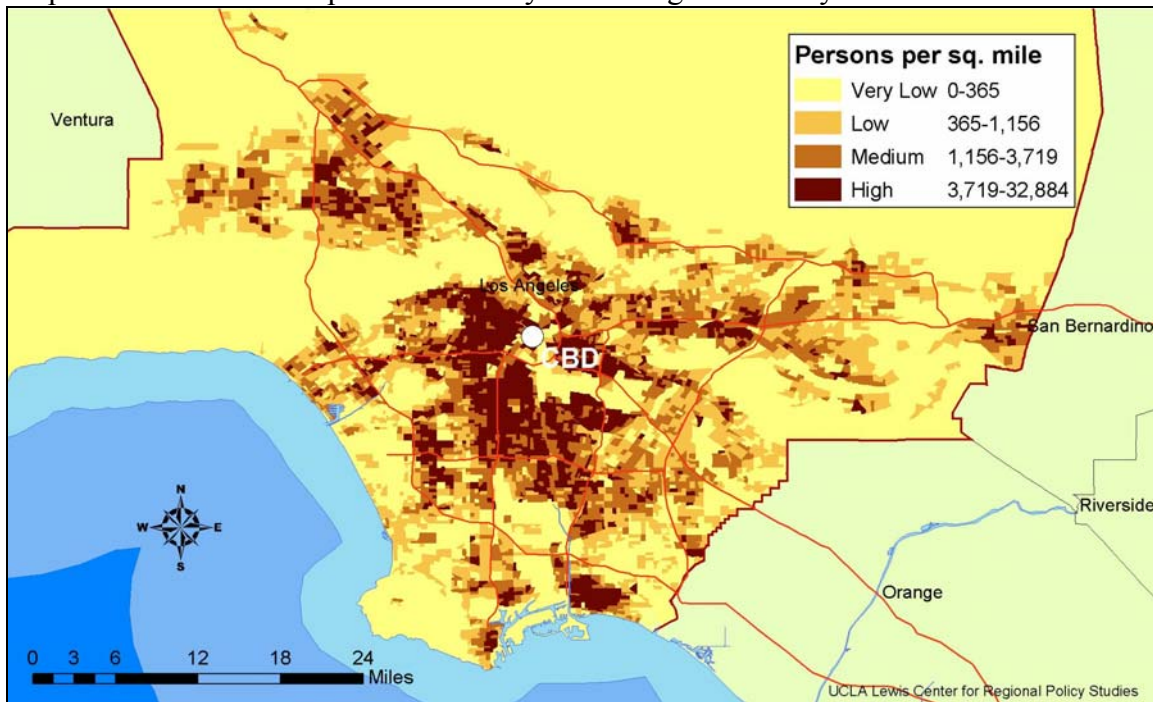 Persons per sq. mile
Very Low 0-365
Low 365-1,156
Medium 1,156-3,719
High 3,719-32,884
Ventura
Los Angeles
CBD
San Bernardino
Riverside
Orange
N
W E
S
0 3 6 12 18 24
Miles
UCLA Lewis Center for Regional Policy Studies